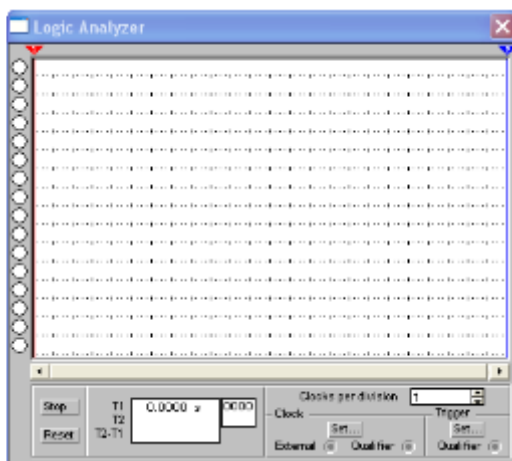 Logic Analyzer
Clocks per division 1
Stop
T1 0.0000 s 0000
T2
Reset
T2-T1
Clock
Set...
External Qualifier
Trigger
Set...
Qualifier